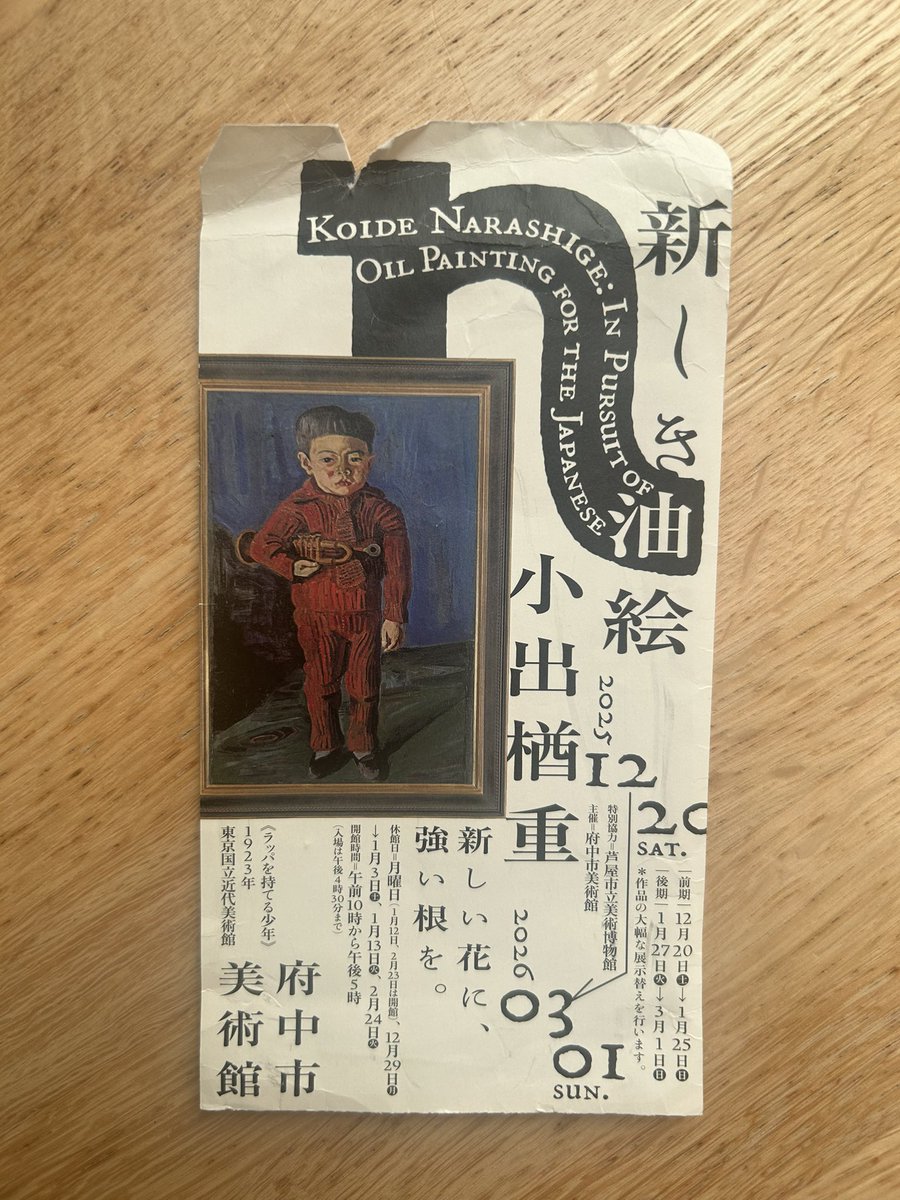 KOIDE NARASHIGE: IN PURSUIT OF
OIL PAINTING FOR THE JAPANESE
新しき油絵
小出楢重
2025
12
20
SAT.
2026
03
01
SUN.
|前期| 12月20日㊏→1月25日㊐
|後期| 1月27日㊋→3月1日㊐
*作品の大幅な展示替えを行います。
特別協力=芦屋市立美術博物館
主催=府中市美術館
新しい花に、
強い根を。
休館日=月曜日(1月12日、2月23日は開館)、12月29日㊊
→1月3日㊏、1月13日㊋、2月24日㊋
開館時間=午前10時から午後5時
(入場は午後4時30分まで)
《ラッパを持てる少年》
1923年
東京国立近代美術館
府中市
美術館